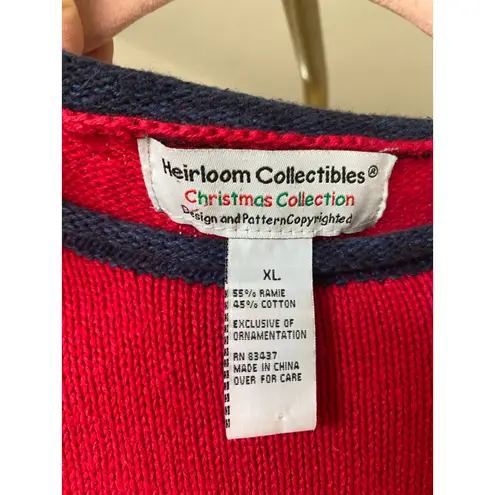 Heirloom Collectibles®
Christmas Collection
Design and Pattern Copyrighted
XL
55% RAMIE
45% COTTON
EXCLUSIVE OF
ORNAMENTATION
RN 83437
MADE IN CHINA
OVER FOR CARE